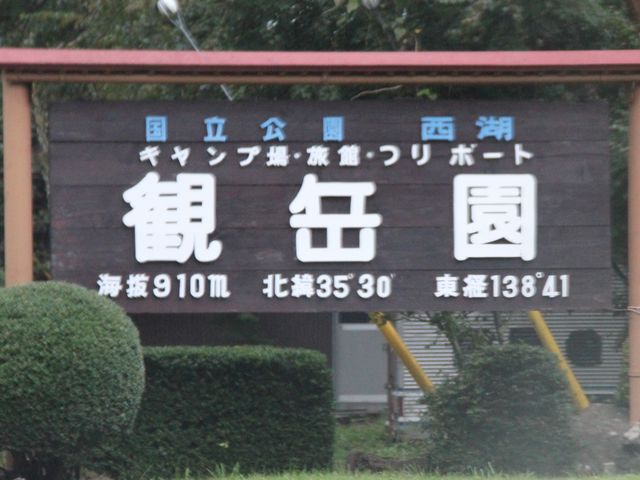 国立公園 西湖
キャンプ場・旅館・つりボート
観岳園
海抜910m 北緯35°30' 東経138°41'